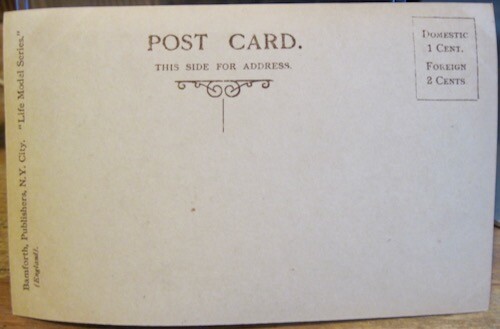 POST CARD.
THIS SIDE FOR ADDRESS.
DOMESTIC
1 CENT.
FOREIGN
2 CENTS
Bamforth, Publishers, N.Y. City. "Life Model Series."
(England).